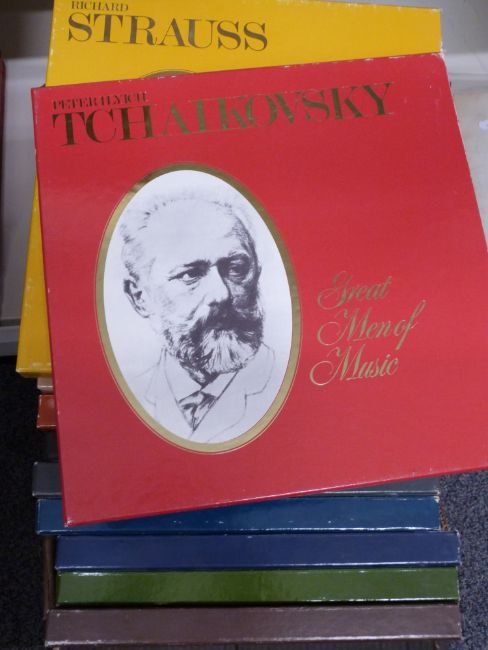 RICHARD
STRAUSS
PETER ILYICH
TCHAIKOVSKY
Great
Men of
Music